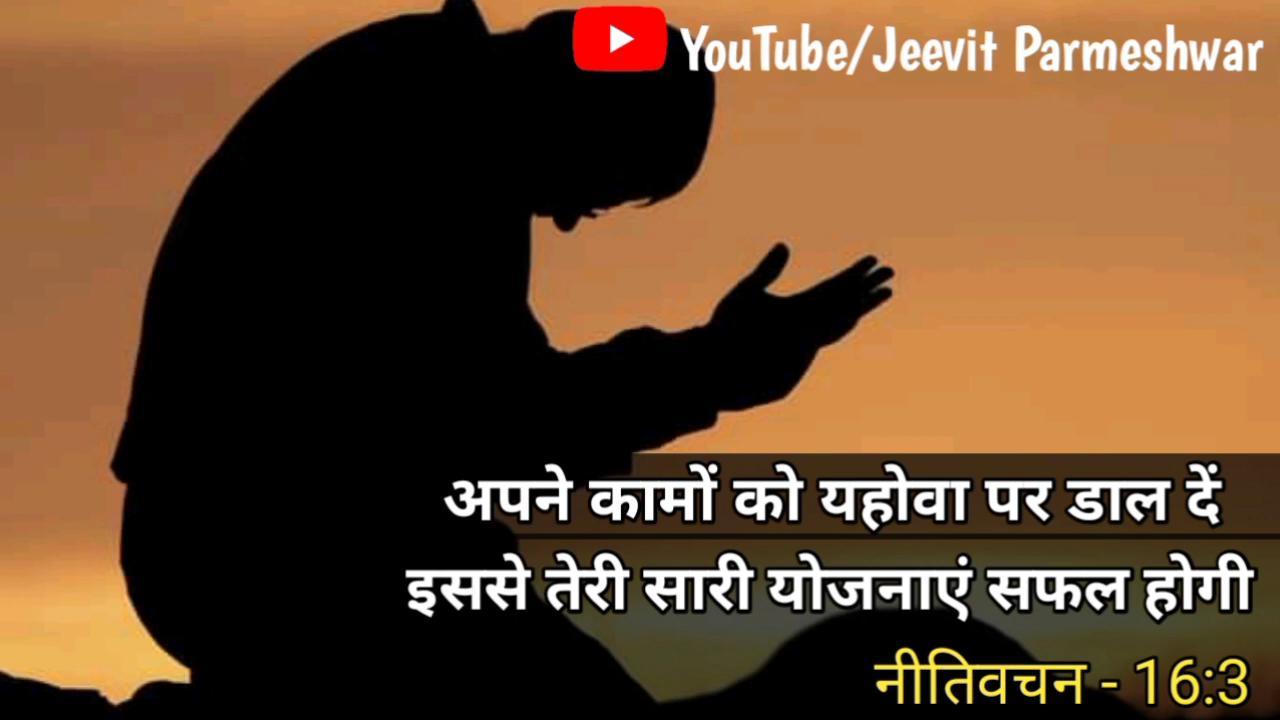 YouTube/Jeevit Parmeshwar
अपने कामों को यहोवा पर डाल दें
इससे तेरी सारी योजनाएं सफल होगी
नीतिवचन - 16:3